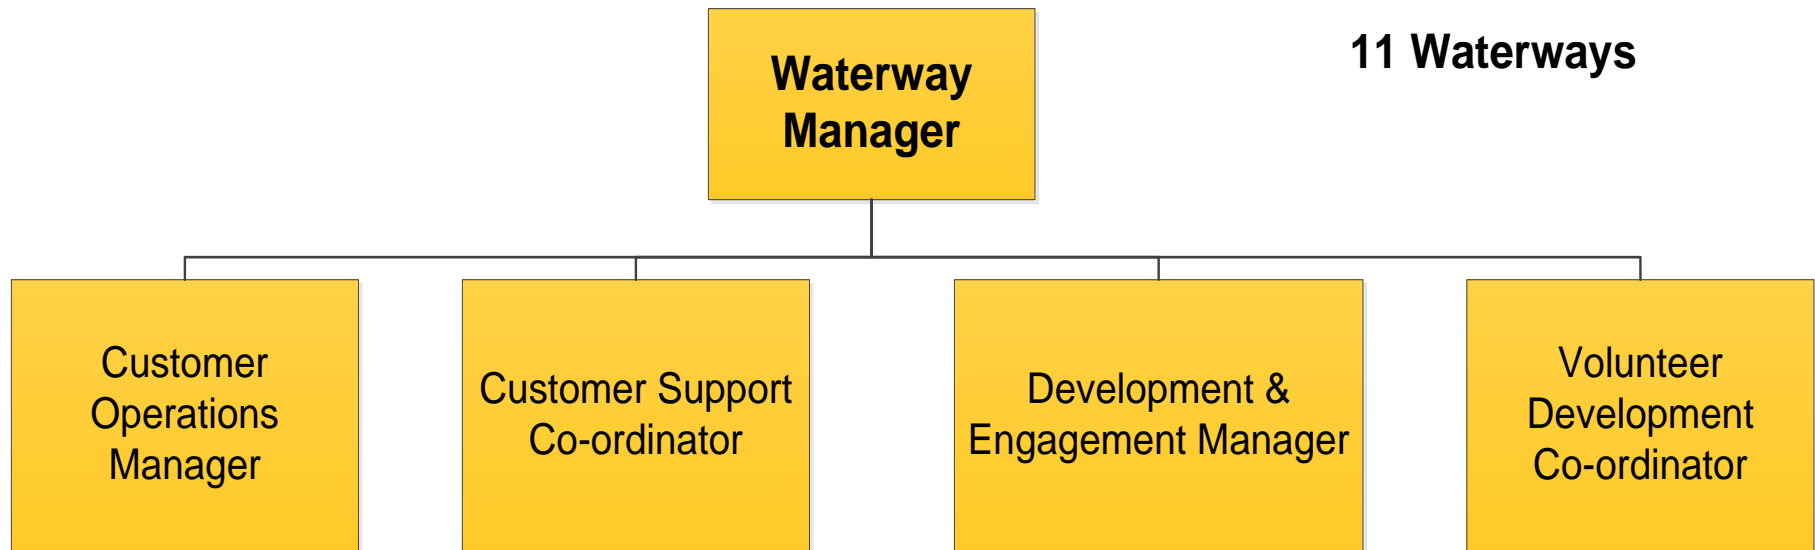 Waterway
Manager
11 Waterways
Customer
Operations
Manager
Customer Support
Co-ordinator
Development &
Engagement Manager
Volunteer
Development
Co-ordinator